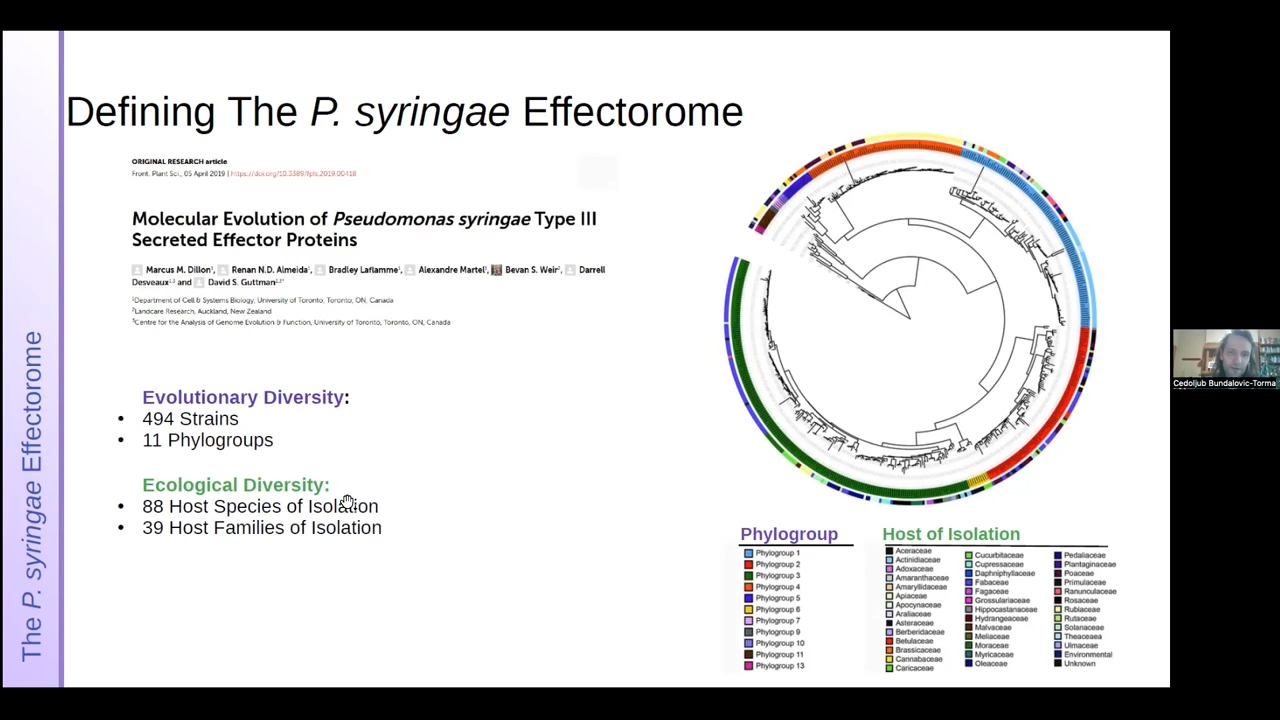 Defining The P. syringae Effectorome
ORIGINAL RESEARCH article
Front. Plant Sci., 05 April 2019 | https://doi.org/10.3389/fpls.2019.00418
Molecular Evolution of Pseudomonas syringae Type III
Secreted Effector Proteins
Marcus M. Dillon¹, Renan N.D. Almeida¹, Bradley Laflamme¹, Alexandre Martel¹, Bevan S. Weir², Darrell
Desveaux¹,³ and David S. Guttman¹,³*
¹Department of Cell & Systems Biology, University of Toronto, Toronto, ON, Canada
²Landcare Research, Auckland, New Zealand
³Centre for the Analysis of Genome Evolution & Function, University of Toronto, Toronto, ON, Canada
Evolutionary Diversity:
• 494 Strains
• 11 Phylogroups
Ecological Diversity:
• 88 Host Species of Isolation
• 39 Host Families of Isolation
The P. syringae Effectorome
Phylogroup
Phylogroup 1
Phylogroup 2
Phylogroup 3
Phylogroup 4
Phylogroup 5
Phylogroup 6
Phylogroup 7
Phylogroup 9
Phylogroup 10
Phylogroup 11
Phylogroup 13
Host of Isolation
Aceraceae
Actinidiaceae
Adoxaceae
Amaranthaceae
Amaryllidaceae
Apiaceae
Apocynaceae
Araliaceae
Asteraceae
Berberidaceae
Betulaceae
Brassicaceae
Cannabaceae
Caricaceae
Cucurbitaceae
Cupressaceae
Daphniphyllaceae
Fabaceae
Fagaceae
Grossulariaceae
Hippocastanaceae
Hydrangeaceae
Malvaceae
Meliaceae
Moraceae
Myricaceae
Oleaceae
Pedaliaceae
Plantaginaceae
Poaceae
Primulaceae
Ranunculaceae
Rosaceae
Rubiaceae
Rutaceae
Solanaceae
Theaceaea
Ulmaceae
Environmental
Unknown
Cedoljub Bundalovic-Torma